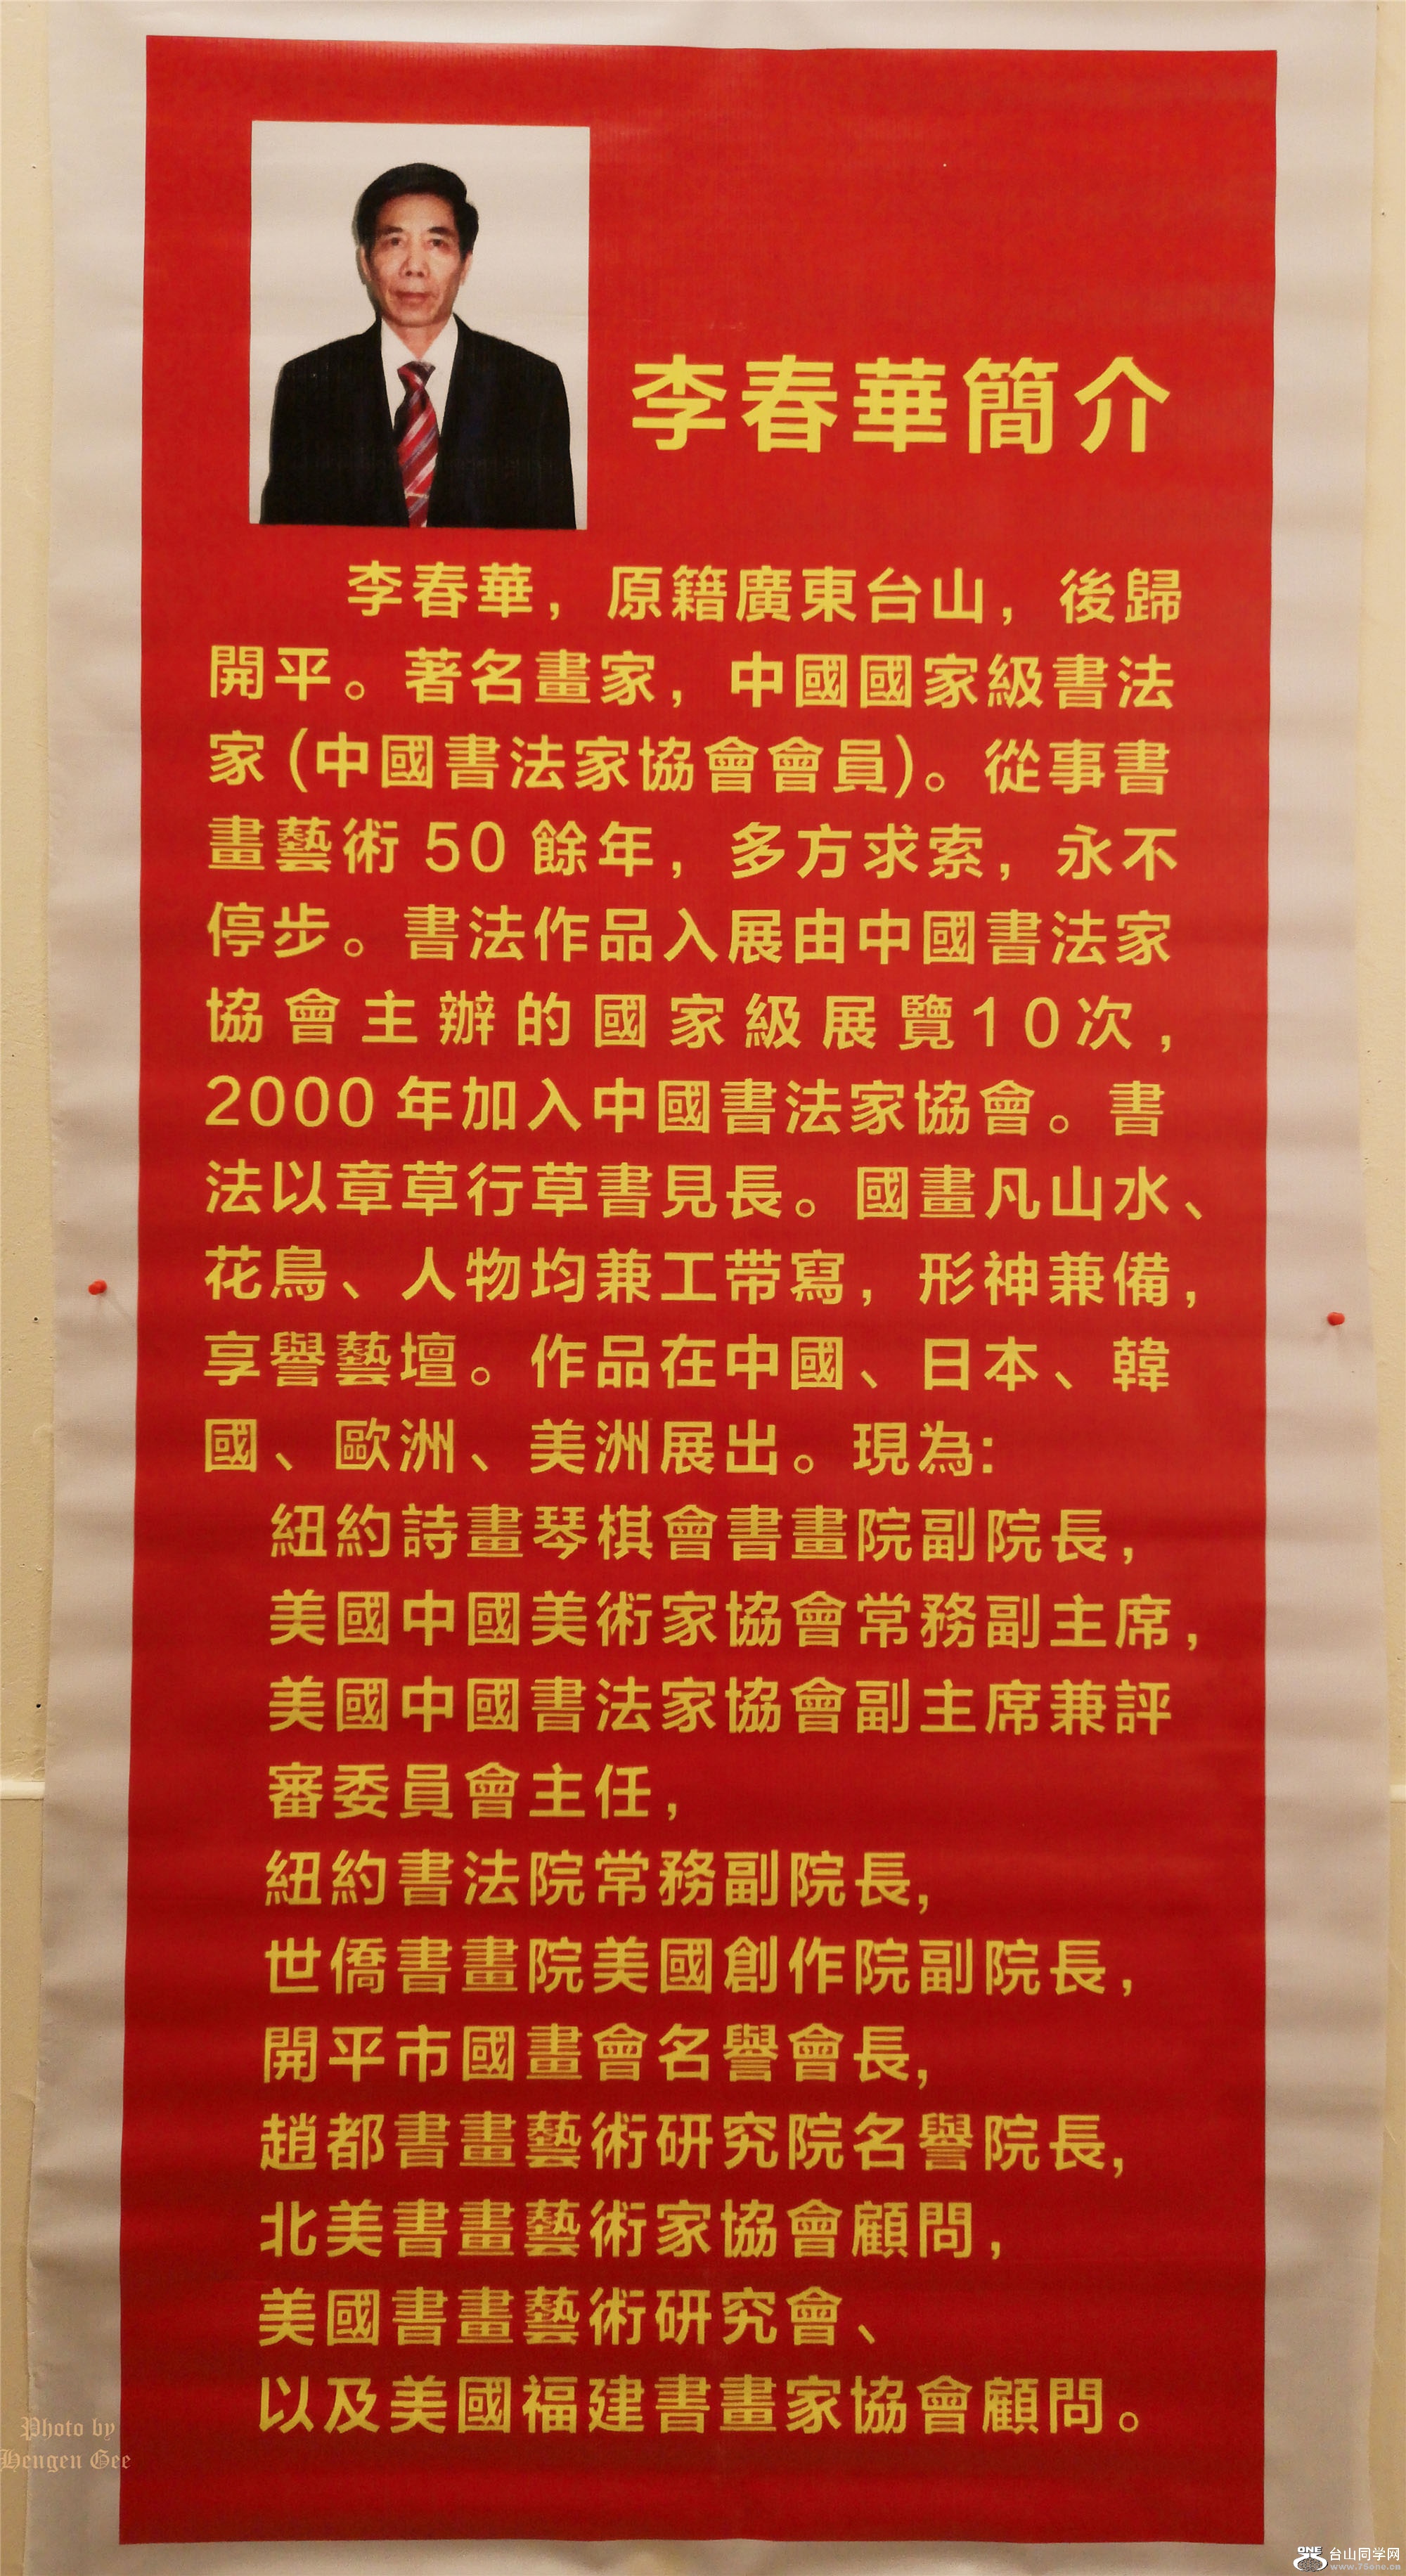 李春華簡介
李春華，原籍廣東台山，後歸
開平。著名畫家，中國國家級書法
家(中國書法家協會會員)。從事書
畫藝術50餘年，多方求索，永不
停步。書法作品入展由中國書法家
協會主辦的國家級展覽10次，
2000年加入中國書法家協會。書
法以章草行草書見長。國畫凡山水、
花鳥、人物均兼工带寫，形神兼備，
享譽藝壇。作品在中國、日本、韓
國、歐洲、美洲展出。現為:
紐約詩畫琴棋會書畫院副院長，
美國中國美術家協會常務副主席，
美國中國書法家協會副主席兼評
審委員會主任，
紐約書法院常務副院長,
世僑書畫院美國創作院副院長，
開平市國畫會名譽會長,
趙都書畫藝術研究院名譽院長,
北美書畫藝術家協會顧問，
美國書畫藝術研究會、
以及美國福建書畫家協會顧問。
Photo by
Hengen Gee
ONE 台山同学网
www.75one.cn